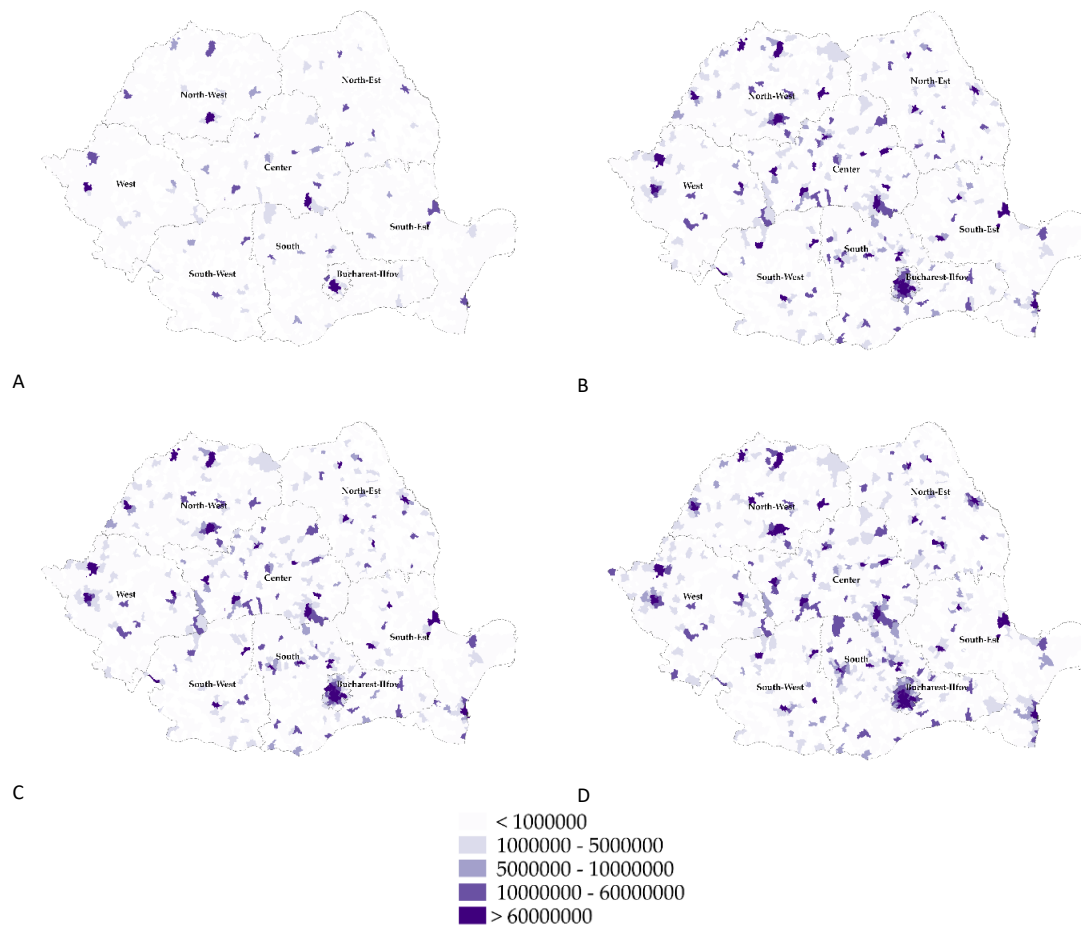 North-Est
North-West
Center
West
South-Est
South
South-West
Bucharest-Ilfov
A
North-Est
North-West
Center
West
South-Est
South
South-West
Bucharest-Ilfov
B
North-Est
North-West
Center
West
South-Est
South
South-West
Bucharest-Ilfov
C
North-Est
North-West
Center
West
South-Est
South
South-West
Bucharest-Ilfov
D
< 1000000
1000000 - 5000000
5000000 - 10000000
10000000 - 60000000
> 60000000